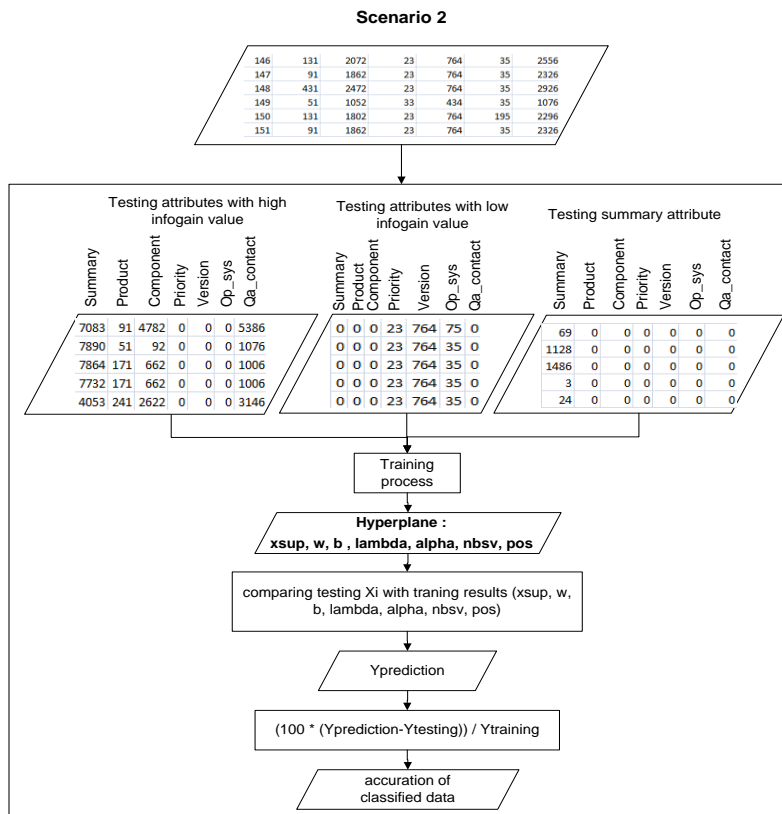 Scenario 2
146 131 2072 23 764 35 2556
147 91 1862 23 764 35 2326
148 431 2472 23 764 35 2926
149 51 1052 33 434 35 1076
150 131 1802 23 764 195 2296
151 91 1862 23 764 35 2326
Testing attributes with high
infogain value
Summary Product Component Priority Version Op_sys Qa_contact
7083 91 4782 0 0 0 5386
7890 51 92 0 0 0 1076
7864 171 662 0 0 0 1006
7732 171 662 0 0 0 1006
4053 241 2622 0 0 0 3146
Testing attributes with low
infogain value
Summary Product Component Priority Version Op_sys Qa_contact
0 0 0 23 764 75 0
0 0 0 23 764 35 0
0 0 0 23 764 35 0
0 0 0 23 764 35 0
0 0 0 23 764 35 0
Testing summary attribute
Summary Product Component Priority Version Op_sys Qa_contact
69 0 0 0 0 0 0
1128 0 0 0 0 0 0
1486 0 0 0 0 0 0
3 0 0 0 0 0 0
24 0 0 0 0 0 0
Training
process
Hyperplane :
xsup, w, b , lambda, alpha, nbsv, pos
comparing testing Xi with traning results (xsup, w,
b, lambda, alpha, nbsv, pos)
Yprediction
(100 * (Yprediction-Ytesting)) / Ytraining
accuration of
classified data